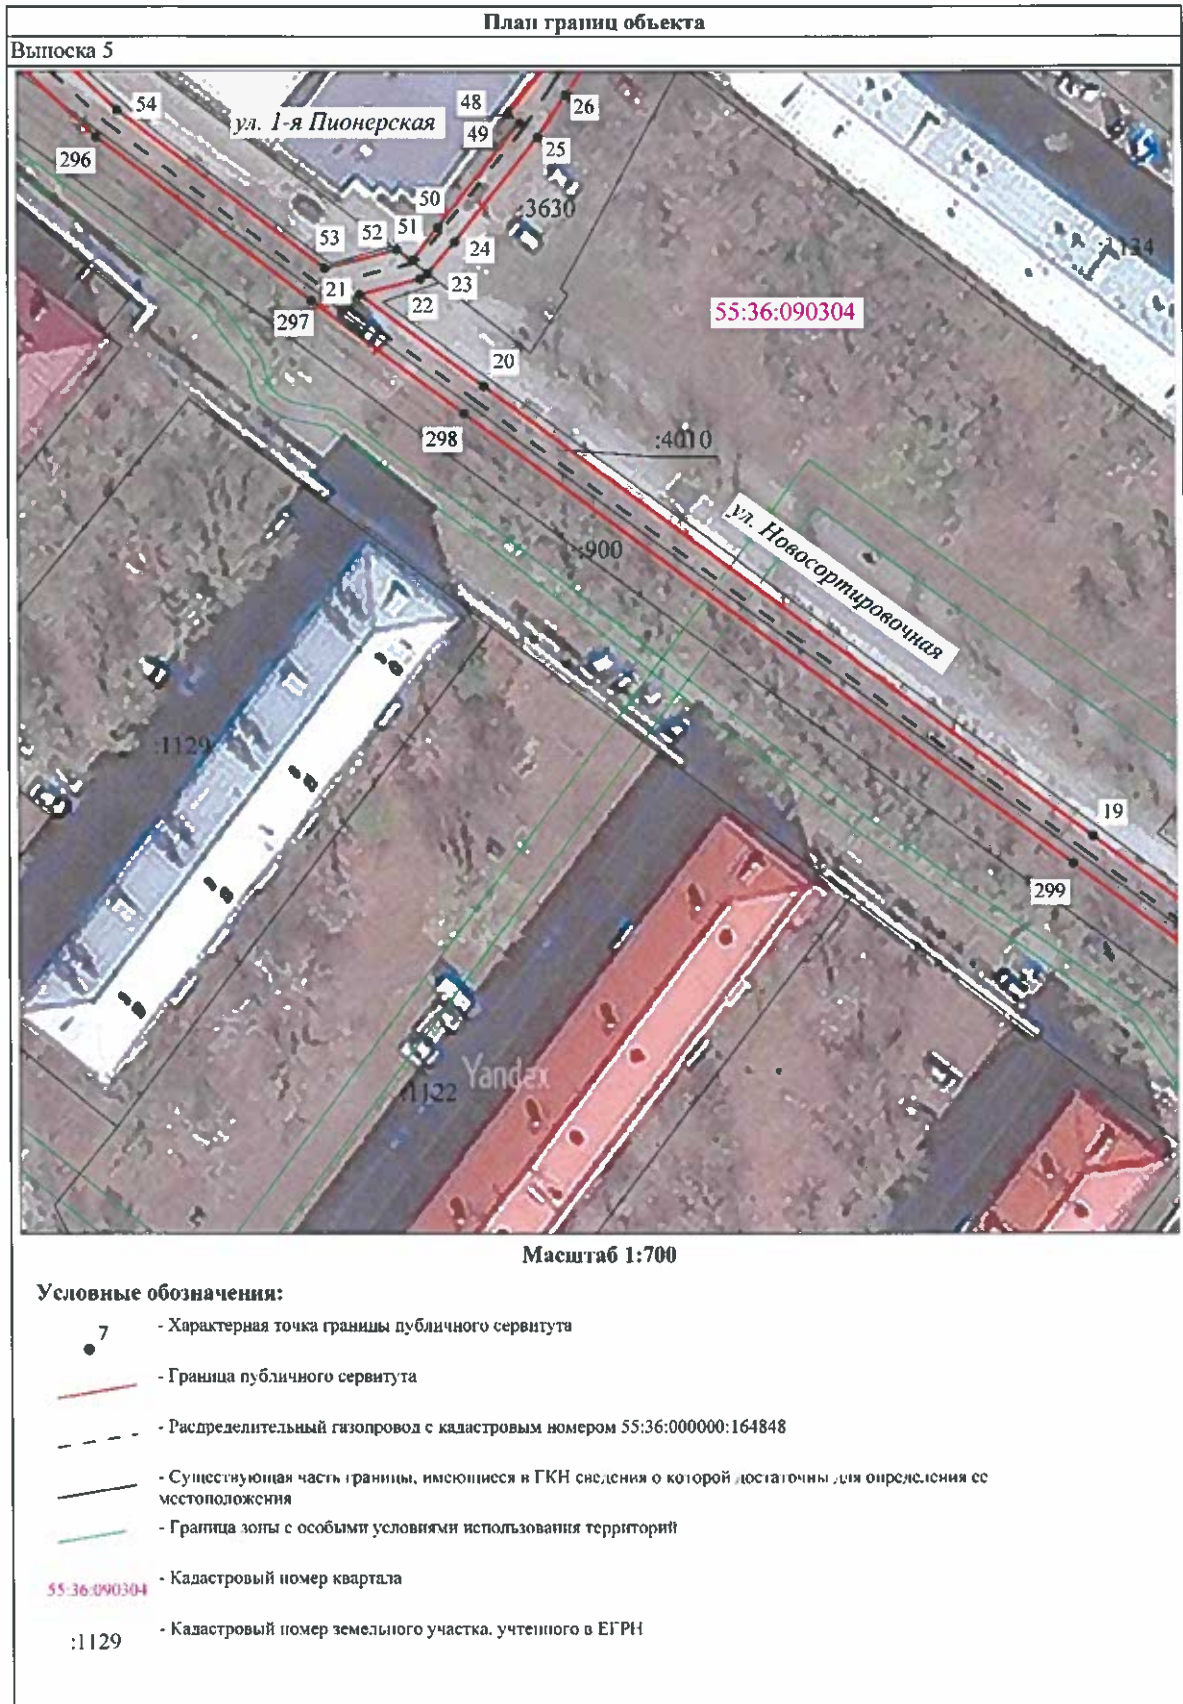 План границ объекта
Выноска 5
54
ул. 1-я Пионерская
48
26
49
25
296
50
:3630
52
51
53
24
:1134
21
23
22
297
55:36:090304
20
298
:4010
ул. Новосортировочная
:900
:1129
19
299
Yandex
:1122
Масштаб 1:700
Условные обозначения:
7
- Характерная точка границы публичного сервитута
- Граница публичного сервитута
- Распределительный газопровод с кадастровым номером 55:36:000000:164848
- Существующая часть границы, имеющиеся в ГКН сведения о которой достаточны для определения ее
местоположения
- Граница зоны с особыми условиями использования территорий
55:36:090304 - Кадастровый номер квартала
:1129 - Кадастровый номер земельного участка, учтенного в ЕГРН